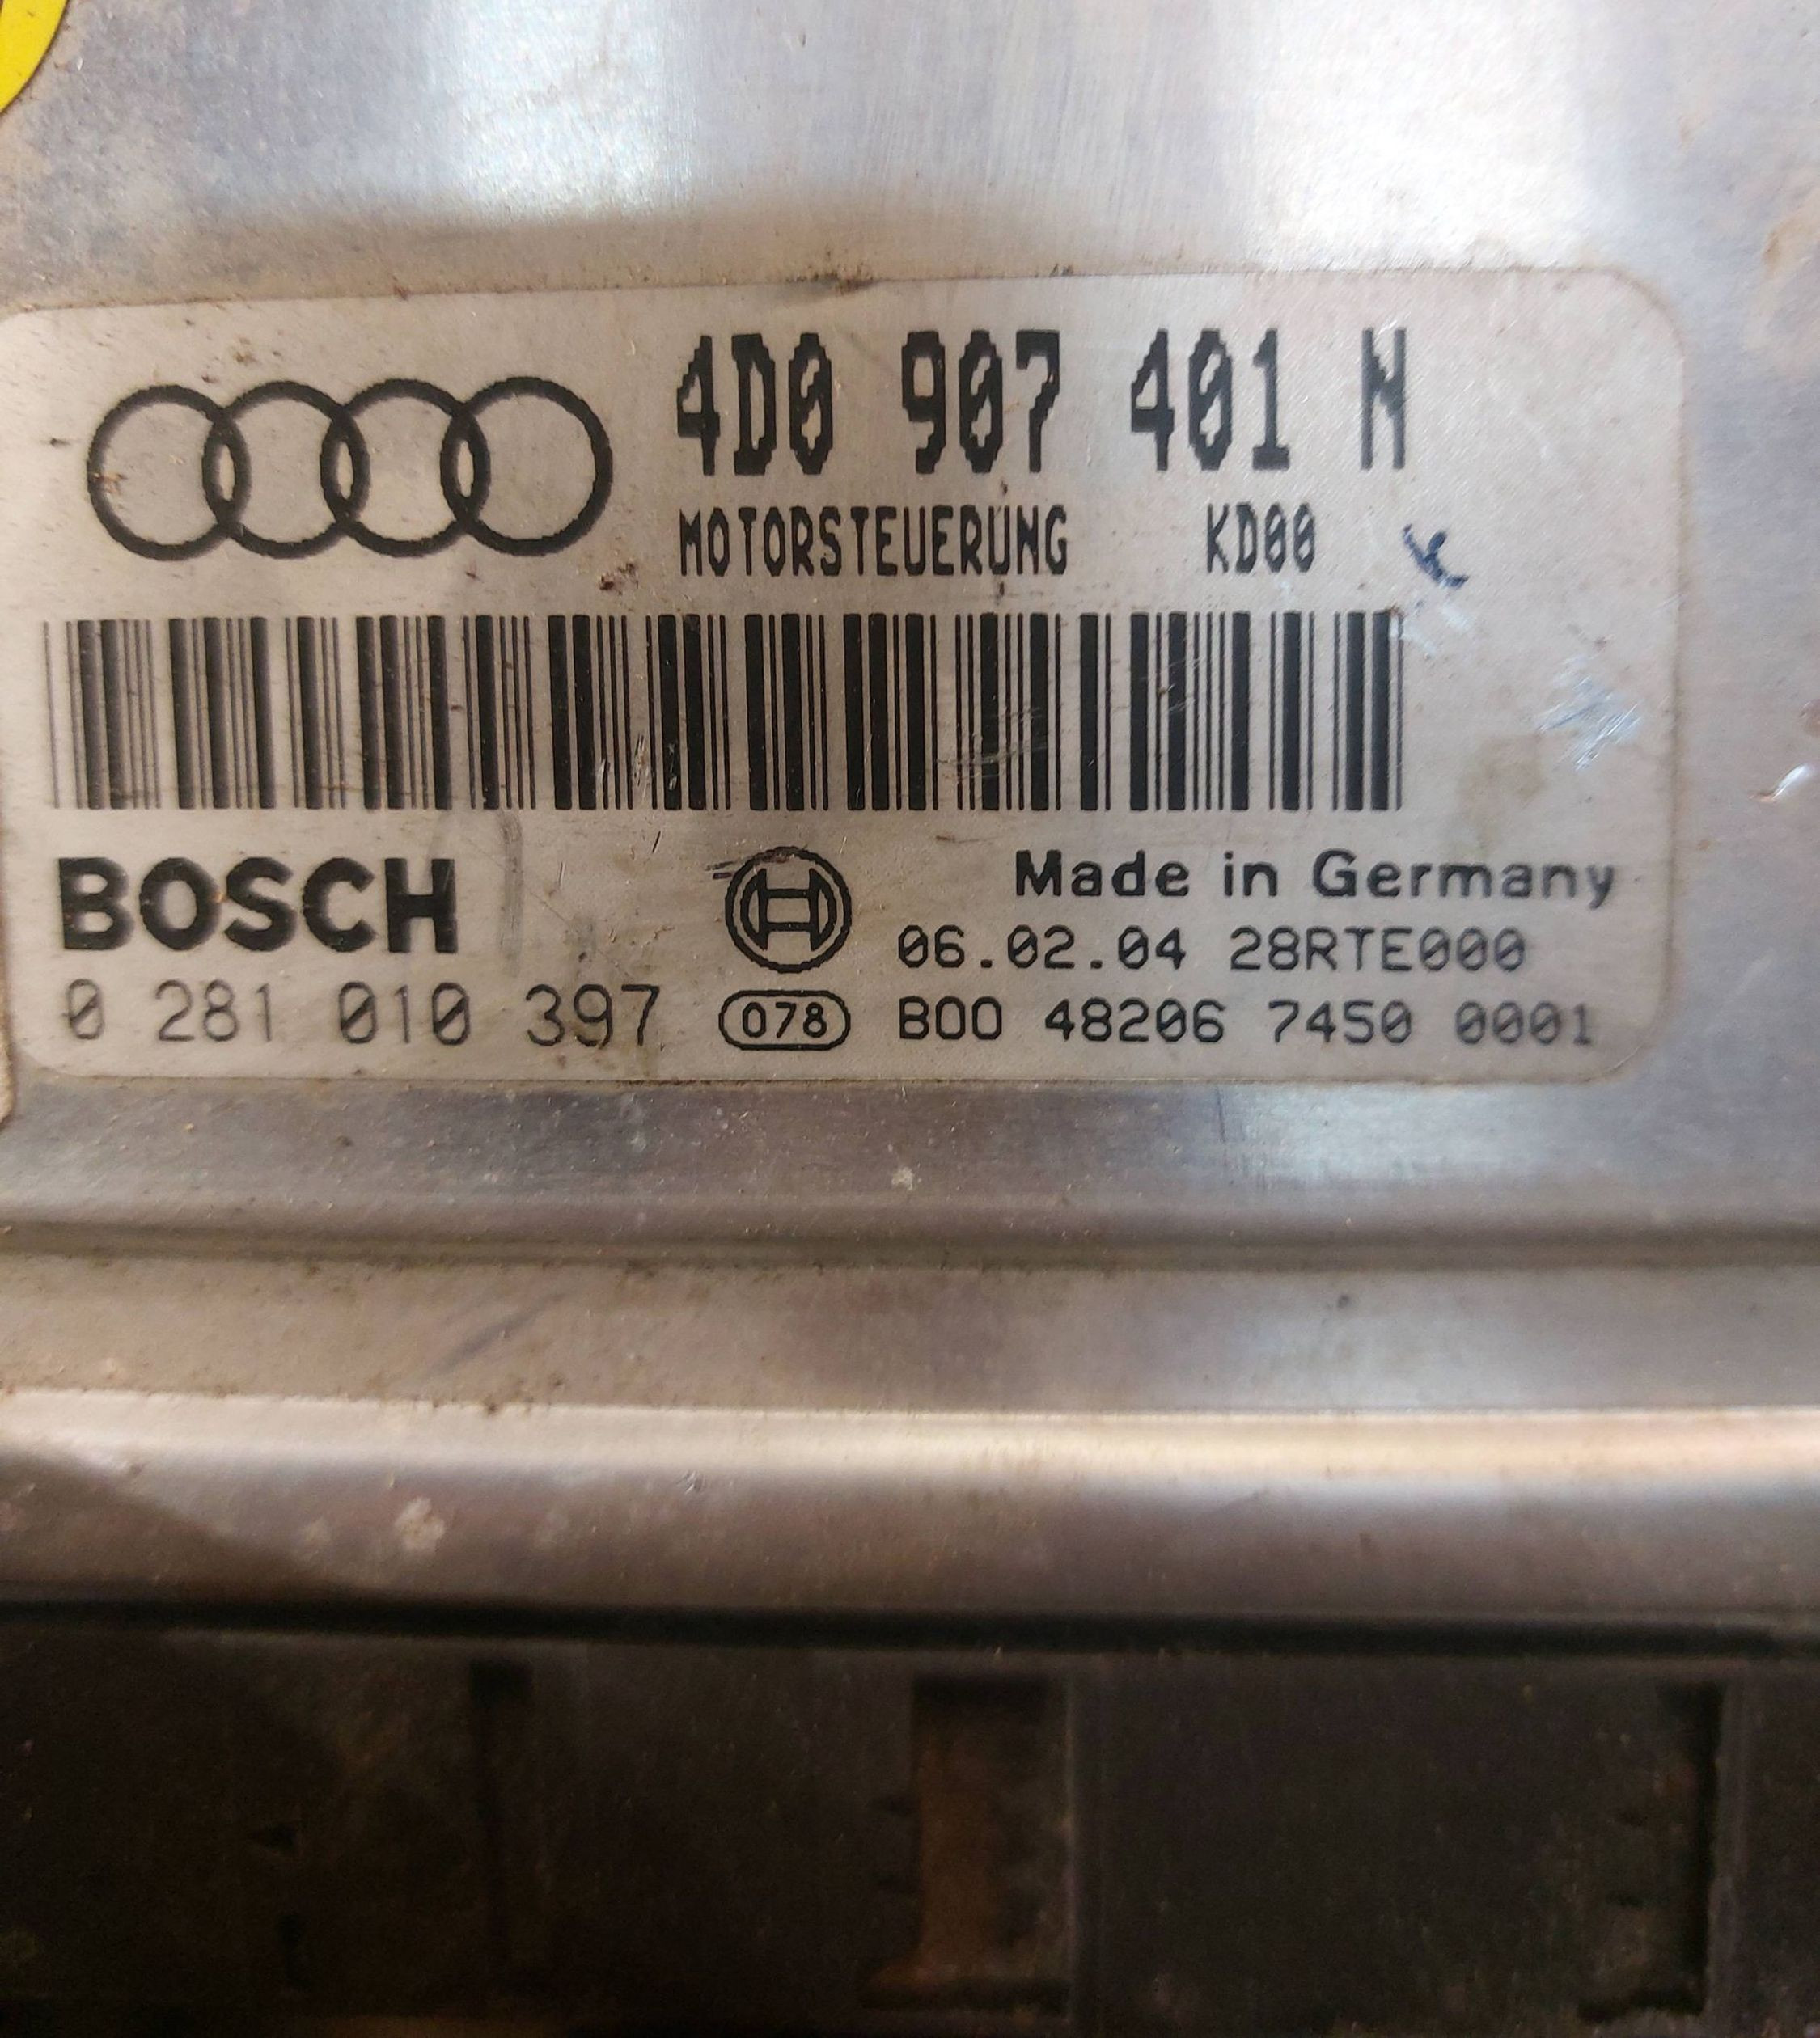 4D0 907 401 N
MOTORSTEUERUNG KD00
BOSCH
Made in Germany
06.02.04 28RTE000
0 281 010 397 078 B00 48206 7450 0001